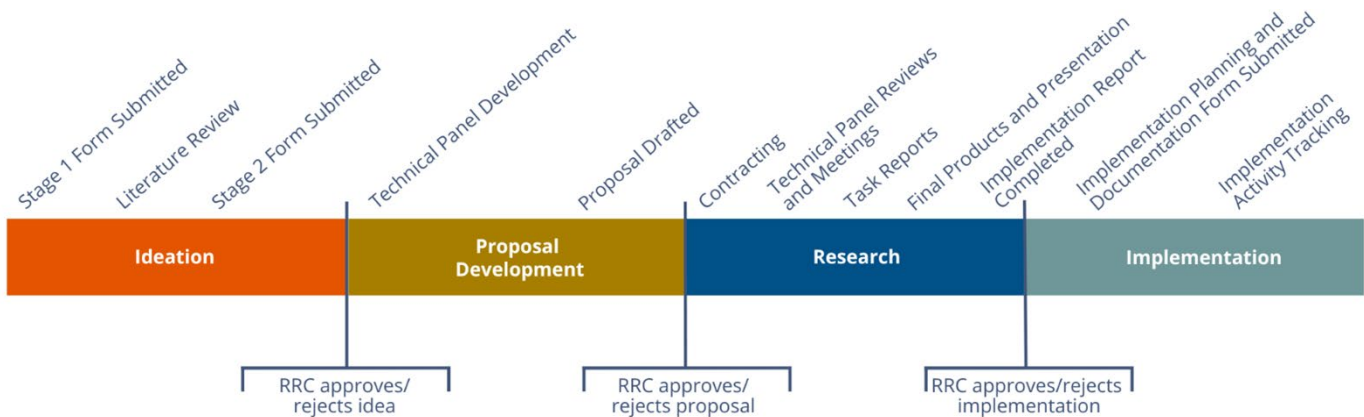 Stage 1 Form Submitted
Literature Review
Stage 2 Form Submitted
Technical Panel Development
Proposal Drafted
Contracting
Technical Panel Reviews
and Meetings
Task Reports
Final Products and Presentation
Implementation Report
Completed
Implementation Planning and
Documentation Form Submitted
Implementation
Activity Tracking
Ideation
Proposal
Development
Research
Implementation
RRC approves/
rejects idea
RRC approves/
rejects proposal
RRC approves/rejects
implementation